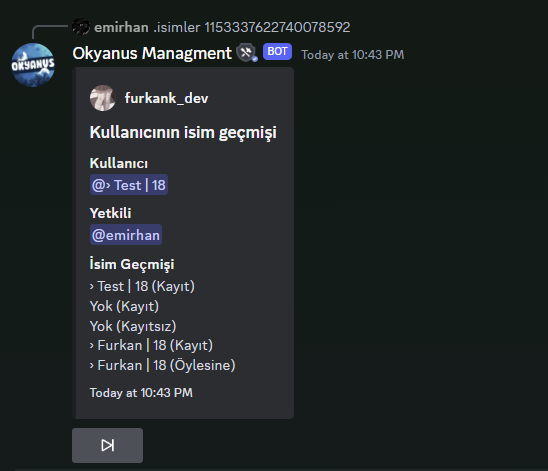 emirhan .isimler 1153337622740078592
OKYANUS
Okyanus Managment BOT Today at 10:43 PM
furkank_dev
Kullanıcının isim geçmişi
Kullanıcı
@› Test | 18
Yetkili
@emirhan
İsim Geçmişi
› Test | 18 (Kayıt)
Yok (Kayıt)
Yok (Kayıtsız)
› Furkan | 18 (Kayıt)
› Furkan | 18 (Öylesine)
Today at 10:43 PM